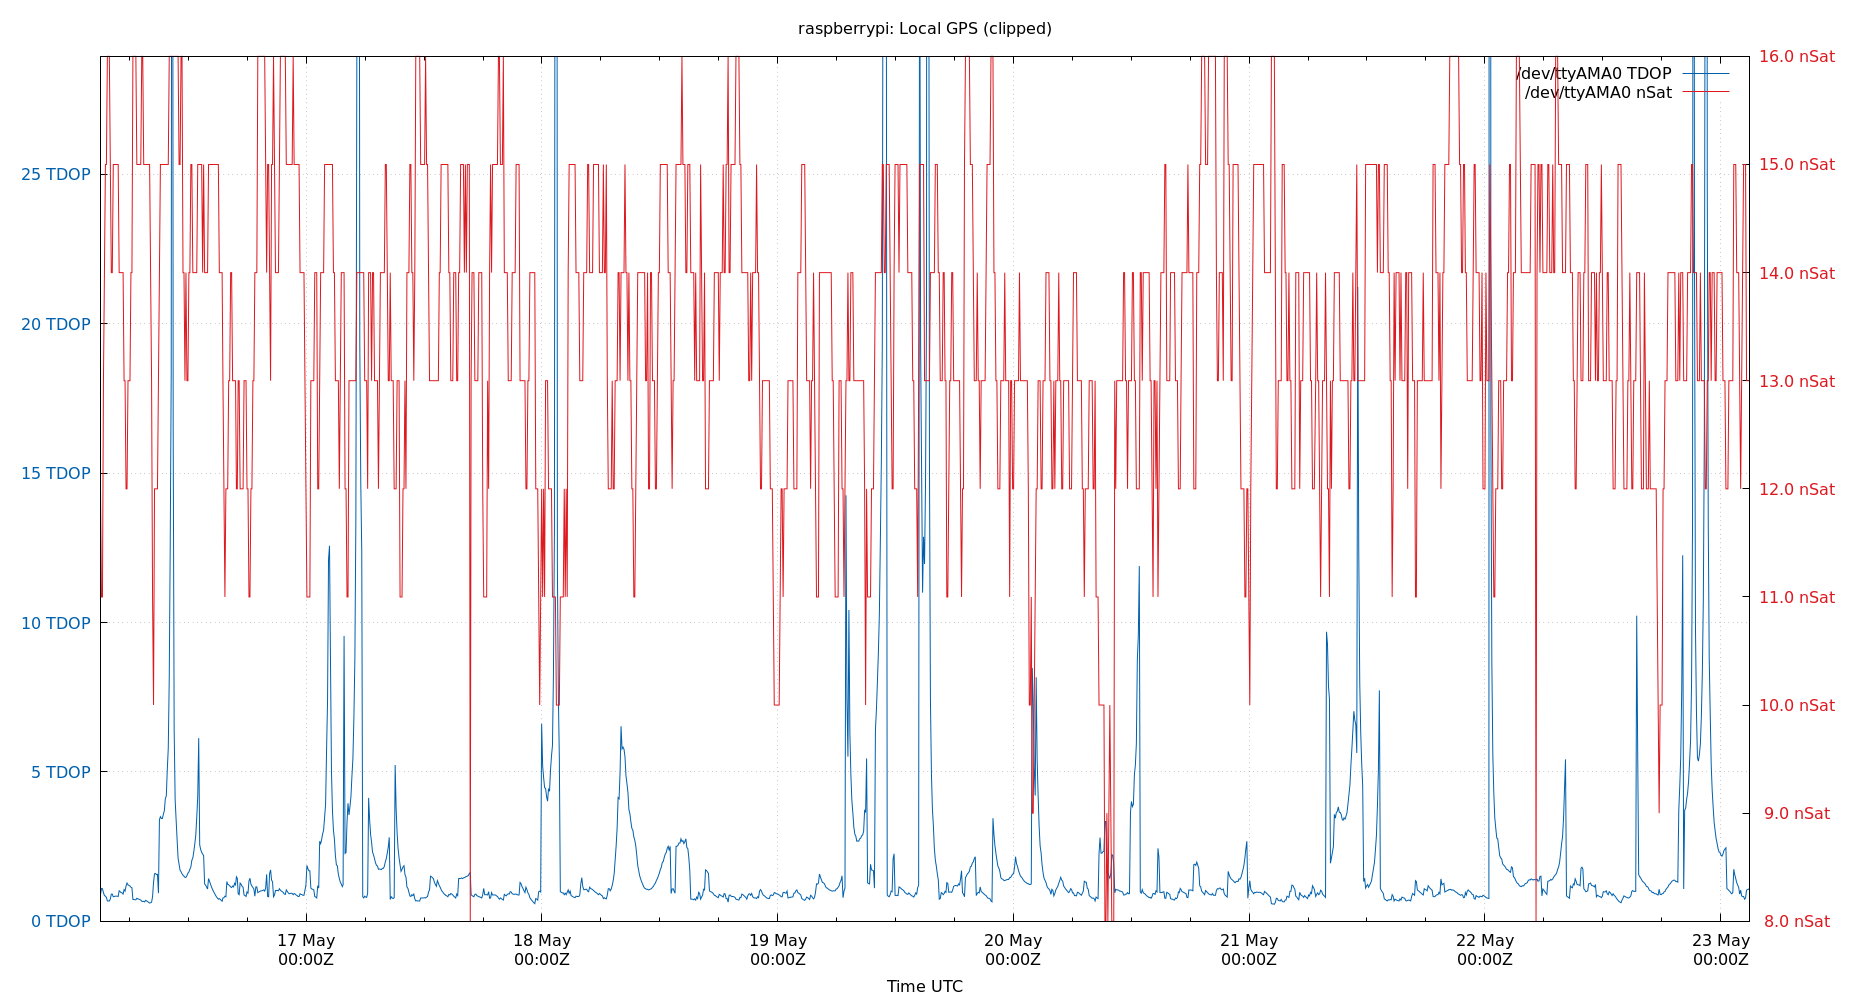 raspberrypi: Local GPS (clipped)
/dev/ttyAMA0 TDOP
/dev/ttyAMA0 nSat
25 TDOP
20 TDOP
15 TDOP
10 TDOP
5 TDOP
0 TDOP
16.0 nSat
15.0 nSat
14.0 nSat
13.0 nSat
12.0 nSat
11.0 nSat
10.0 nSat
9.0 nSat
8.0 nSat
17 May
00:00Z
18 May
00:00Z
19 May
00:00Z
20 May
00:00Z
21 May
00:00Z
22 May
00:00Z
23 May
00:00Z
Time UTC